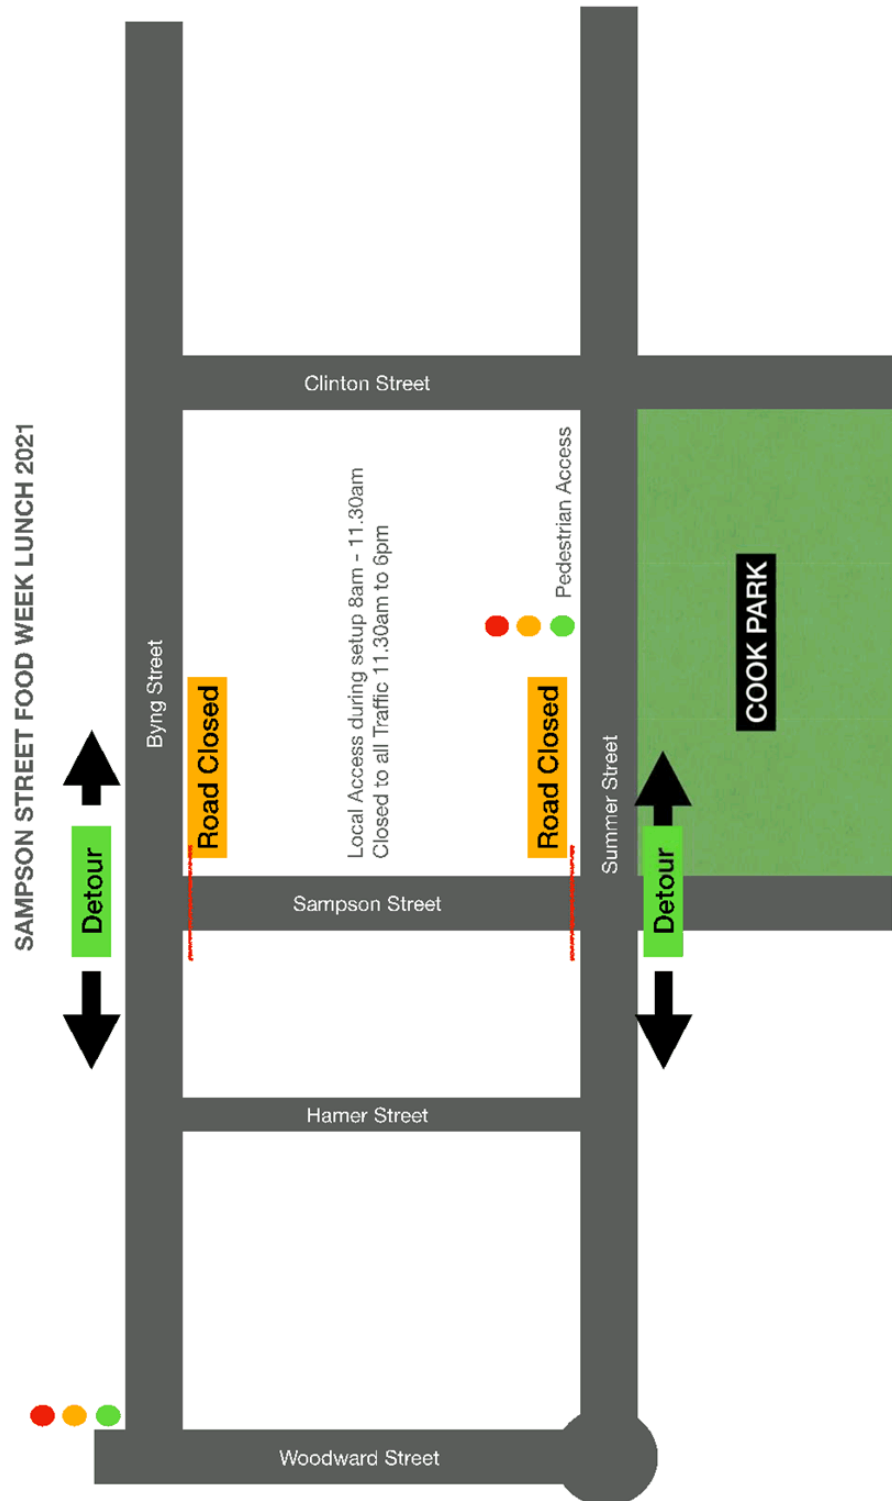 SAMPSON STREET FOOD WEEK LUNCH 2021
Clinton Street
Byng Street
Pedestrian Access
Local Access during setup 8am - 11.30am
Closed to all Traffic 11.30am to 6pm
COOK PARK
Road Closed
Road Closed
Summer Street
Detour
Sampson Street
Detour
Hamer Street
Woodward Street